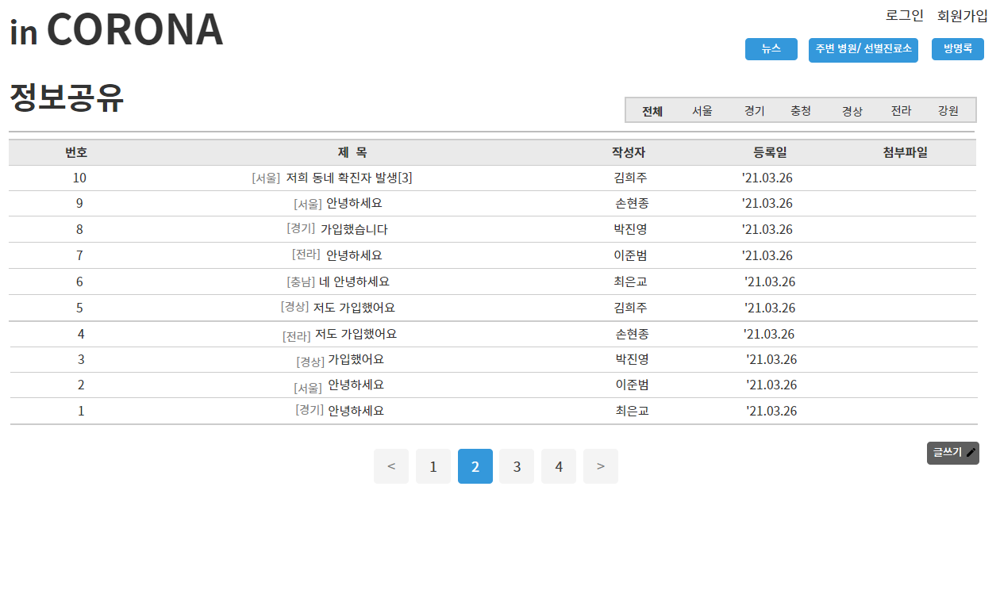 로그인 회원가입
in CORONA
뉴스 주변 병원/ 선별진료소 방명록
정보공유
전체 서울 경기 충청 경상 전라 강원
번호 제 목 작성자 등록일 첨부파일
10 [서울] 저희 동네 확진자 발생[3] 김희주 '21.03.26
9 [서울] 안녕하세요 손현종 '21.03.26
8 [경기] 가입했습니다 박진영 '21.03.26
7 [전라] 안녕하세요 이준범 '21.03.26
6 [충남] 네 안녕하세요 최은교 '21.03.26
5 [경상] 저도 가입했어요 김희주 '21.03.26
4 [전라] 저도 가입했어요 손현종 '21.03.26
3 [경상] 가입했어요 박진영 '21.03.26
2 [서울] 안녕하세요 이준범 '21.03.26
1 [경기] 안녕하세요 최은교 '21.03.26
글쓰기
< 1 2 3 4 >